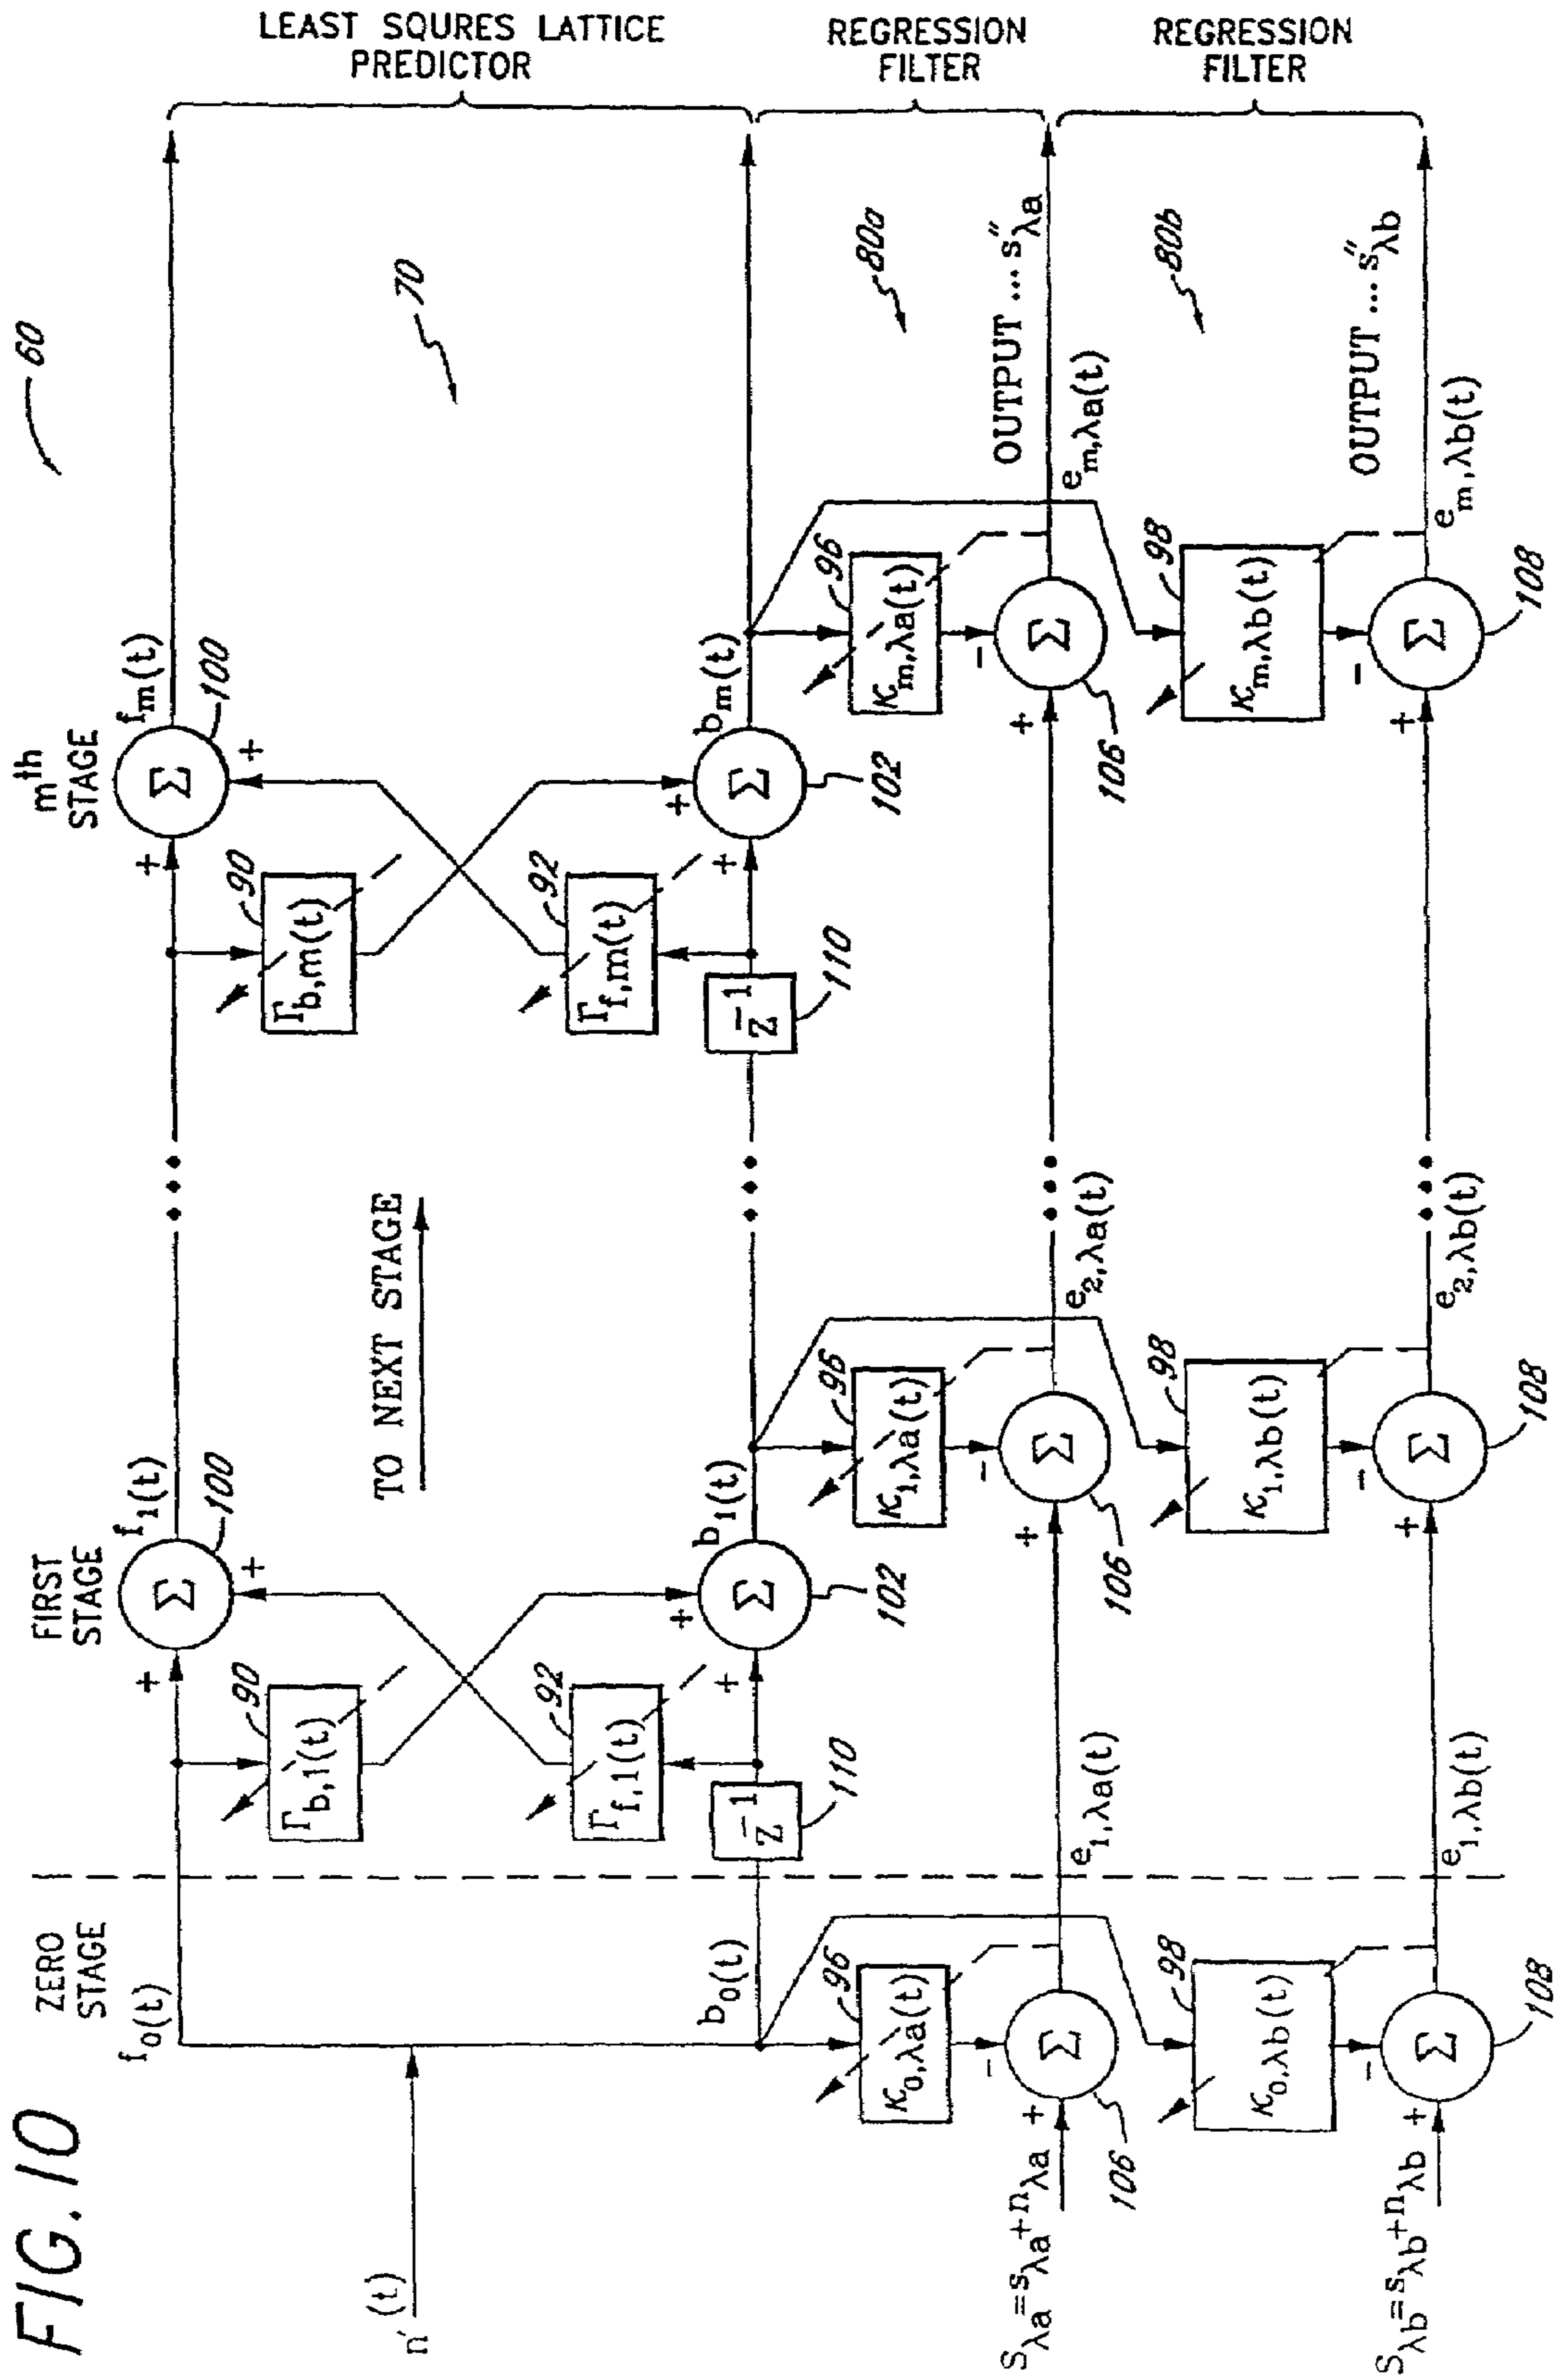 FIG. 10
60
ZERO
STAGE
FIRST
STAGE
mth
STAGE
LEAST SQURES LATTICE
PREDICTOR
REGRESSION
FILTER
REGRESSION
FILTER
n′(t)
f0(t)
f1(t)
fm(t)
+
Σ
100
+
+
Σ
100
+
Γb,1(t)
90
Γb,m(t)
90
70
TO NEXT STAGE
Γf,1(t)
92
Γf,m(t)
92
b0(t)
b1(t)
bm(t)
z−1
110
+
+
Σ
102
z−1
110
+
+
Σ
102
κ0,λa(t)
96
κ1,λa(t)
96
κm,λa(t)
96
80a
Sλa=sλa+nλa
+
−
Σ
106
e1,λa(t)
+
−
Σ
106
e2,λa(t)
+
−
Σ
106
em,λa(t)
OUTPUT ... s″λa
κ0,λb(t)
98
κ1,λb(t)
98
κm,λb(t)
98
80b
Sλb=sλb+nλb
+
−
Σ
108
e1,λb(t)
+
−
Σ
108
e2,λb(t)
+
−
Σ
108
em,λb(t)
OUTPUT ... s″λb